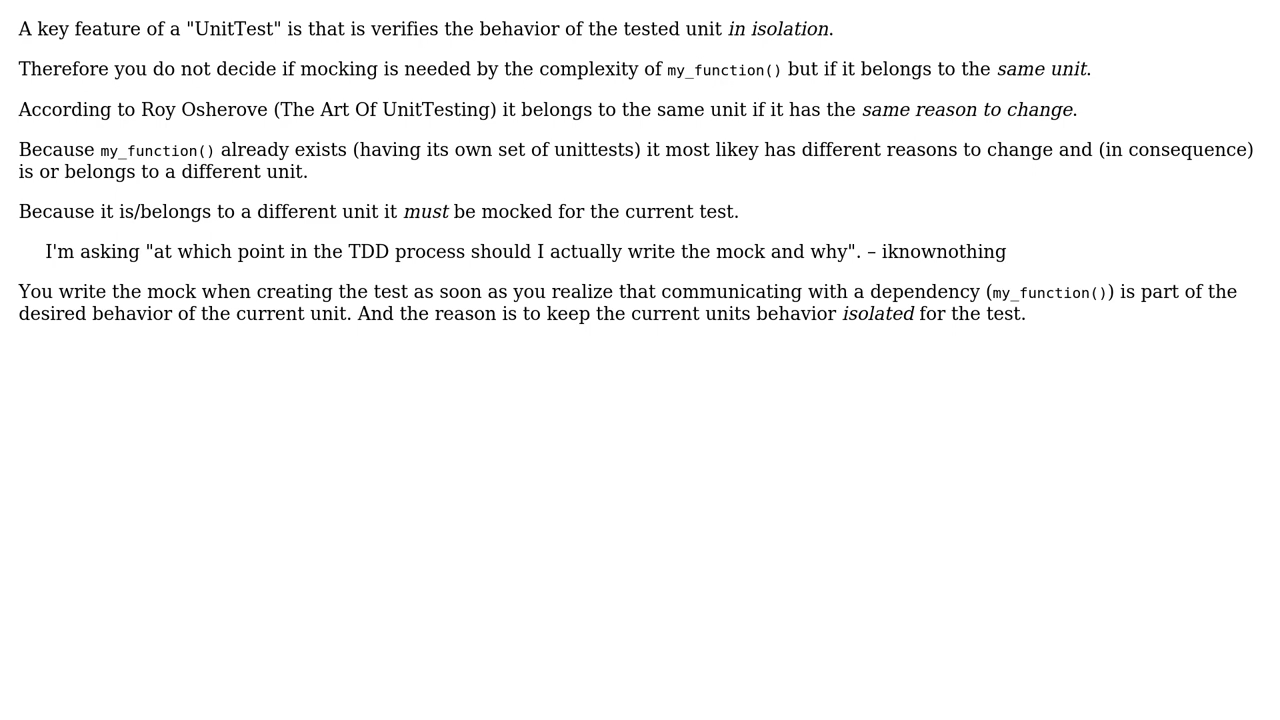 A key feature of a "UnitTest" is that is verifies the behavior of the tested unit in isolation.
Therefore you do not decide if mocking is needed by the complexity of my_function() but if it belongs to the same unit.
According to Roy Osherove (The Art Of UnitTesting) it belongs to the same unit if it has the same reason to change.
Because my_function() already exists (having its own set of unittests) it most likey has different reasons to change and (in consequence)
is or belongs to a different unit.
Because it is/belongs to a different unit it must be mocked for the current test.
I'm asking "at which point in the TDD process should I actually write the mock and why". – iknownothing
You write the mock when creating the test as soon as you realize that communicating with a dependency (my_function()) is part of the
desired behavior of the current unit. And the reason is to keep the current units behavior isolated for the test.